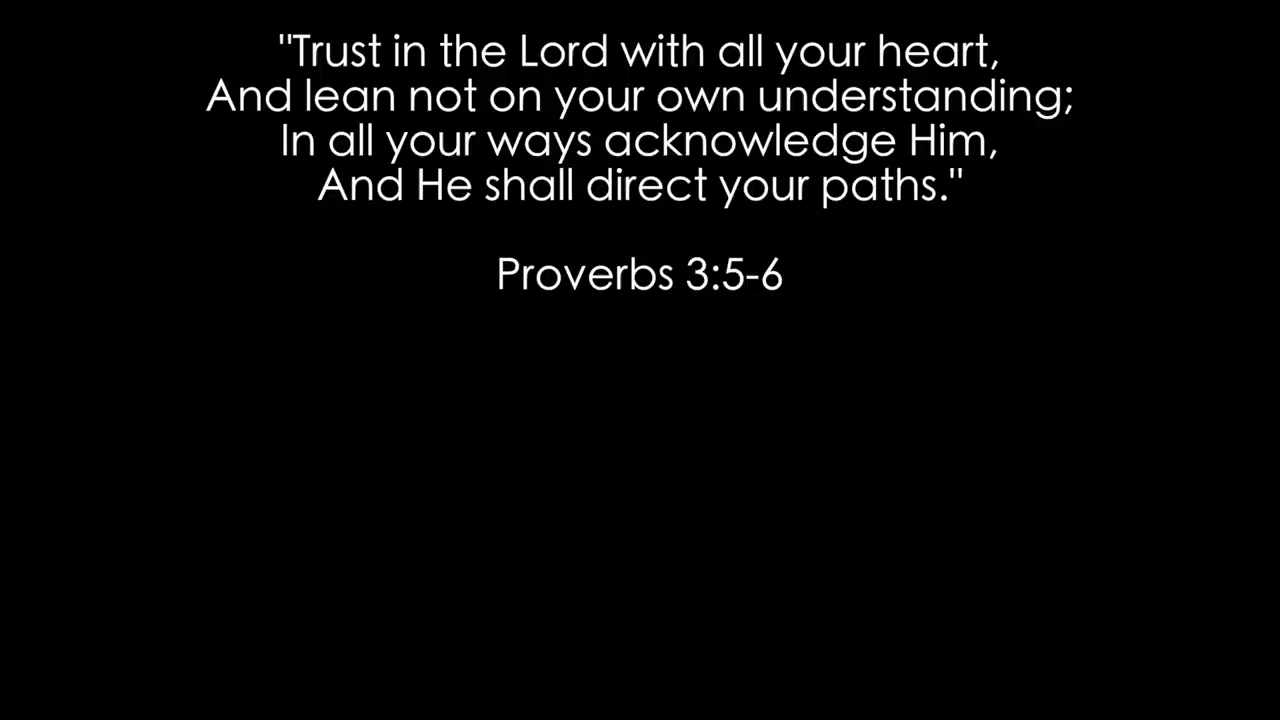 "Trust in the Lord with all your heart,
And lean not on your own understanding;
In all your ways acknowledge Him,
And He shall direct your paths."
Proverbs 3:5-6